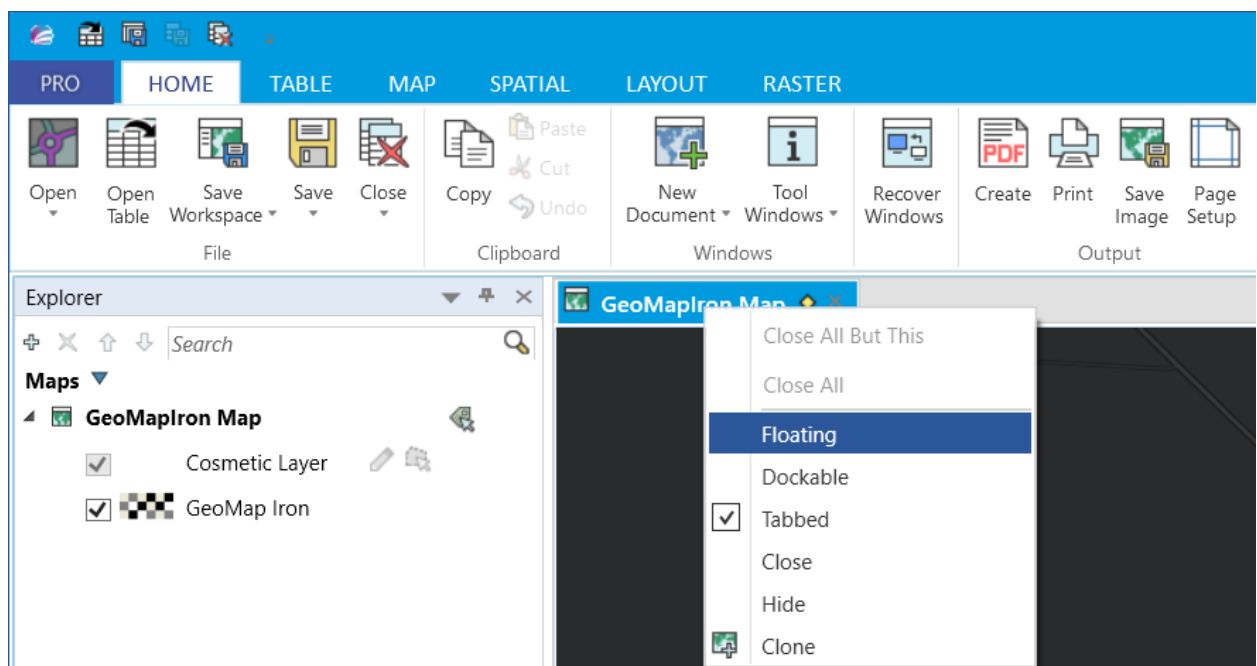 PRO HOME TABLE MAP SPATIAL LAYOUT RASTER
Open
Open Table
Save Workspace
Save
Close
File
Copy
Paste
Cut
Undo
Clipboard
New Document
Tool Windows
Windows
Recover Windows
PDF
Create
Print
Save Image
Page Setup
Output
Explorer
Search
Maps
GeoMapIron Map
Cosmetic Layer
GeoMap Iron
GeoMapIron Map
Close All But This
Close All
Floating
Dockable
Tabbed
Close
Hide
Clone